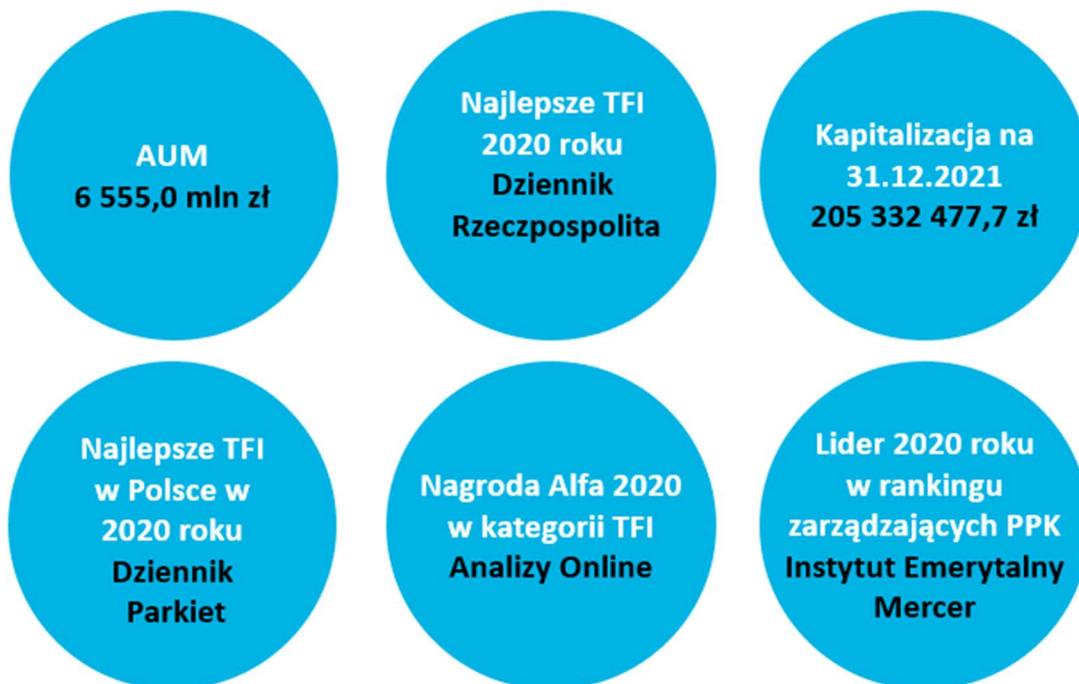 AUM
6 555,0 mln zł
Najlepsze TFI
2020 roku
Dziennik
Rzeczpospolita
Kapitalizacja na
31.12.2021
205 332 477,7 zł
Najlepsze TFI
w Polsce w
2020 roku
Dziennik
Parkiet
Nagroda Alfa 2020
w kategorii TFI
Analizy Online
Lider 2020 roku
w rankingu
zarządzających PPK
Instytut Emerytalny
Mercer